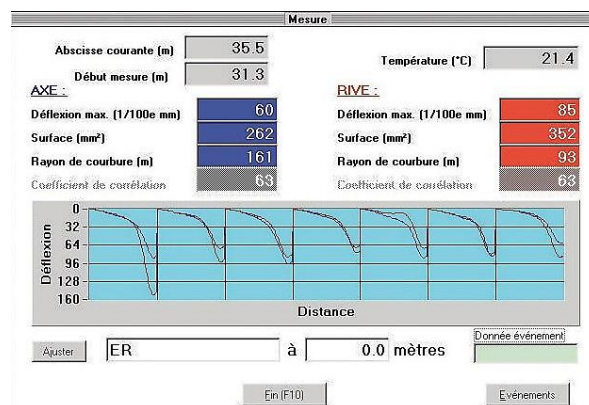 Mesure
Abscisse courante (m) 35.5
Température (°C) 21.4
Début mesure (m) 31.3
AXE : RIVE :
Déflexion max. (1/100e mm) 60 Déflexion max. (1/100e mm) 85
Surface (mm²) 262 Surface (mm²) 352
Rayon de courbure (m) 161 Rayon de courbure (m) 93
Coefficient de corrélation 63 Coefficient de corrélation 63
Déflexion
0
32
64
96
128
160
Distance
Donnée événement
Ajuster ER à 0.0 mètres
Fin (F10) Evénements